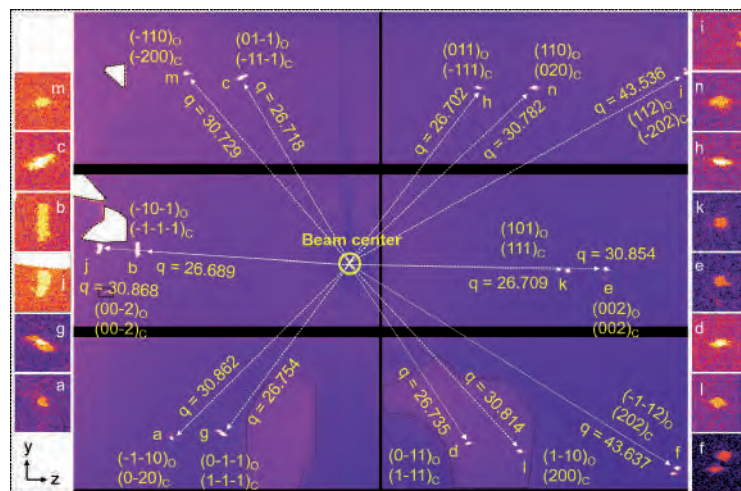 m
c
b
j
g
a
y
z
(-110)O
(-200)C
m
(01-1)O
(-11-1)C
c
q = 30.729
q = 26.718
(011)O
(-111)C
h
(110)O
(020)C
n
q = 26.702
q = 30.782
q = 43.536
i
(112)O
(-202)C
(-10-1)O
(-1-1-1)C
j
b
q = 26.689
q = 30.868
(00-2)O
(00-2)C
Beam center
X
(101)O
(111)C
q = 30.854
q = 26.709
k
e
(002)O
(002)C
q = 30.862
q = 26.754
a
g
(-1-10)O
(0-20)C
(0-1-1)O
(1-1-1)C
q = 26.735
q = 30.814
d
l
(0-11)O
(1-11)C
(1-10)O
(200)C
(-1-12)O
(202)C
q = 43.637
f
i
n
h
k
e
d
l
f